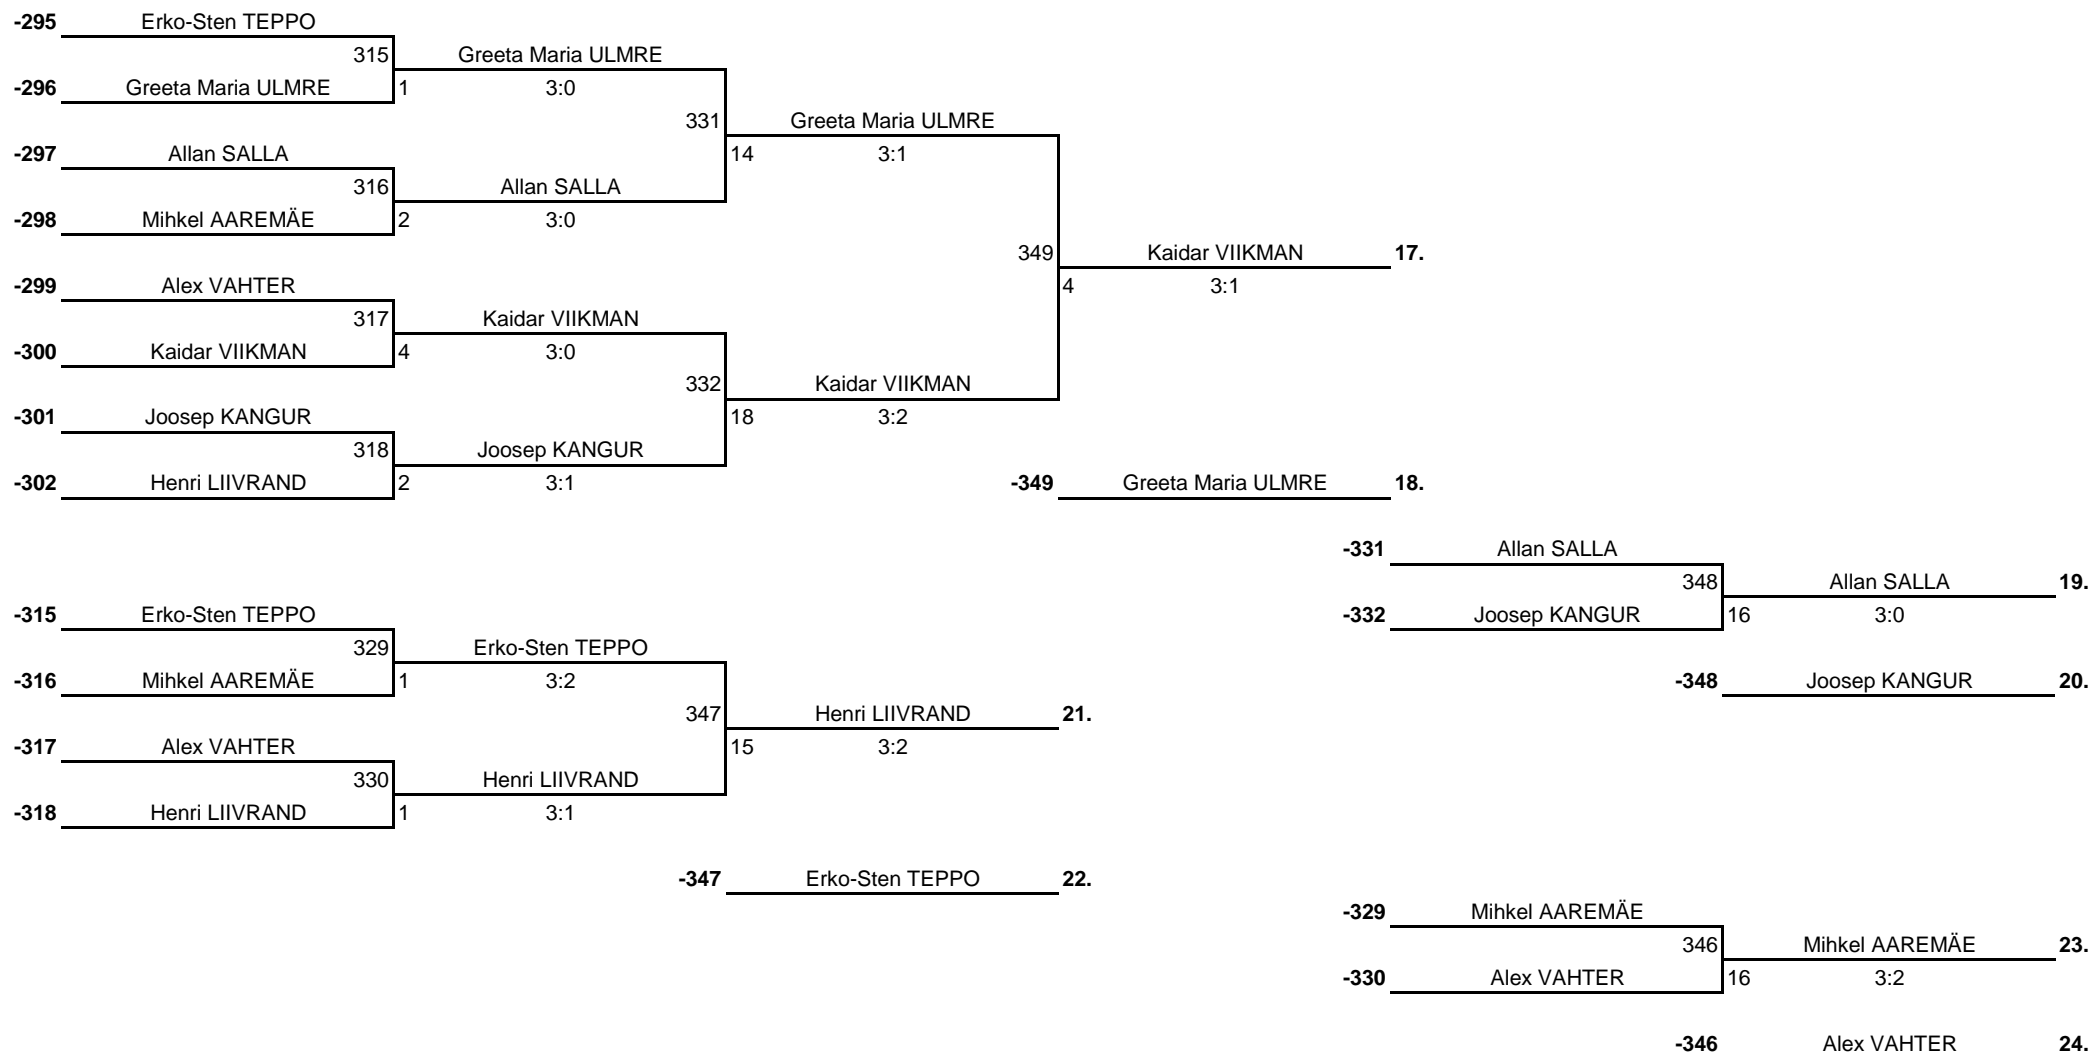 -295 Erko-Sten TEPPO
315 Greeta Maria ULMRE
-296 Greeta Maria ULMRE 1 3:0
331 Greeta Maria ULMRE
-297 Allan SALLA 14 3:1
316 Allan SALLA
-298 Mihkel AAREMÄE 2 3:0
349 Kaidar VIIKMAN 17.
-299 Alex VAHTER 4 3:1
317 Kaidar VIIKMAN
-300 Kaidar VIIKMAN 4 3:0
332 Kaidar VIIKMAN
-301 Joosep KANGUR 18 3:2
318 Joosep KANGUR
-302 Henri LIIVRAND 2 3:1 -349 Greeta Maria ULMRE 18.
-331 Allan SALLA
348 Allan SALLA 19.
-315 Erko-Sten TEPPO -332 Joosep KANGUR 16 3:0
329 Erko-Sten TEPPO
-316 Mihkel AAREMÄE 1 3:2 -348 Joosep KANGUR 20.
347 Henri LIIVRAND 21.
-317 Alex VAHTER 15 3:2
330 Henri LIIVRAND
-318 Henri LIIVRAND 1 3:1
-347 Erko-Sten TEPPO 22.
-329 Mihkel AAREMÄE
346 Mihkel AAREMÄE 23.
-330 Alex VAHTER 16 3:2
-346 Alex VAHTER 24.